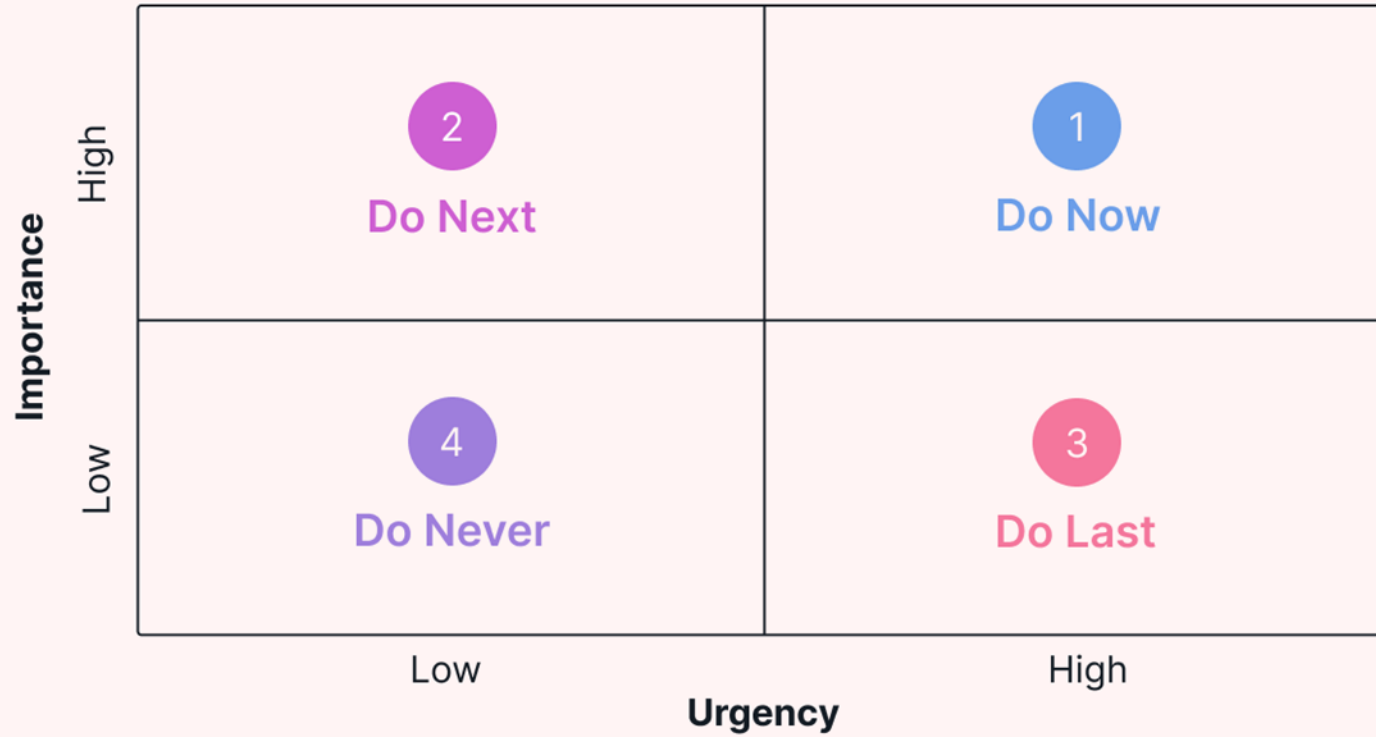 Importance
High
2
Do Next
1
Do Now
Low
4
Do Never
3
Do Last
Low
High
Urgency